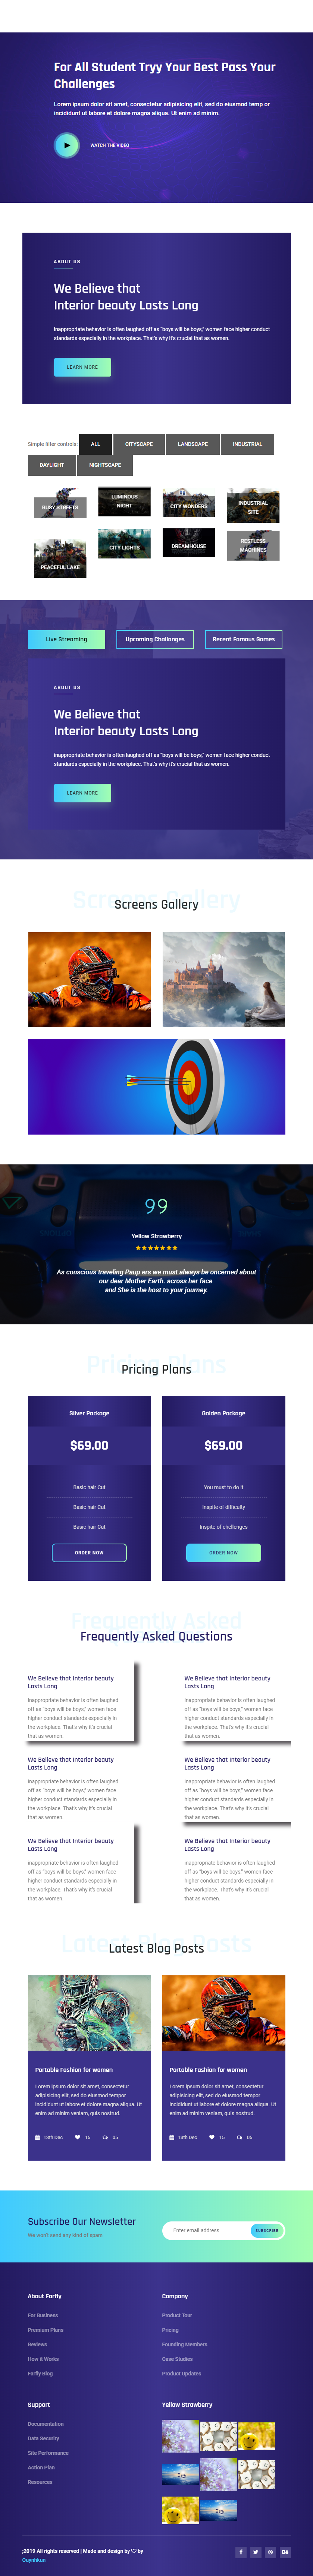 For All Student Tryy Your Best Pass Your
Challenges
Lorem ipsum dolor sit amet, consectetur adipisicing elit, sed do eiusmod temp or
incididunt ut labore et dolore magna aliqua. Ut enim ad minim.
WATCH THE VIDEO
ABOUT US
We Believe that
Interior beauty Lasts Long
inappropriate behavior is often laughed off as "boys will be boys," women face higher conduct
standards especially in the workplace. That's why it's crucial that as women.
LEARN MORE
Simple filter controls:
ALL
CITYSCAPE
LANDSCAPE
INDUSTRIAL
DAYLIGHT
NIGHTSCAPE
BUSY STREETS
LUMINOUS
NIGHT
CITY WONDERS
INDUSTRIAL
SITE
PEACEFUL LAKE
CITY LIGHTS
DREAMHOUSE
RESTLESS
MACHINES
Live Streaming
Upcoming Challanges
Recent Famous Games
ABOUT US
We Believe that
Interior beauty Lasts Long
inappropriate behavior is often laughed off as "boys will be boys," women face higher conduct
standards especially in the workplace. That's why it's crucial that as women.
LEARN MORE
Screens Gallery
Screens Gallery
Yellow Strawberry
As conscious traveling Paup ers we must always be oncerned about
our dear Mother Earth. across her face
and She is the host to your journey.
Pricing Plans
Pricing Plans
Silver Package
$69.00
Basic hair Cut
Basic hair Cut
Basic hair Cut
ORDER NOW
Golden Package
$69.00
You must to do it
Inspite of difficulty
Inspite of chellenges
ORDER NOW
Frequently Asked
Frequently Asked Questions
We Believe that Interior beauty
Lasts Long
inappropriate behavior is often laughed
off as "boys will be boys," women face
higher conduct standards especially in
the workplace. That's why it's crucial
that as women.
We Believe that Interior beauty
Lasts Long
inappropriate behavior is often laughed
off as "boys will be boys," women face
higher conduct standards especially in
the workplace. That's why it's crucial
that as women.
We Believe that Interior beauty
Lasts Long
inappropriate behavior is often laughed
off as "boys will be boys," women face
higher conduct standards especially in
the workplace. That's why it's crucial
that as women.
We Believe that Interior beauty
Lasts Long
inappropriate behavior is often laughed
off as "boys will be boys," women face
higher conduct standards especially in
the workplace. That's why it's crucial
that as women.
We Believe that Interior beauty
Lasts Long
inappropriate behavior is often laughed
off as "boys will be boys," women face
higher conduct standards especially in
the workplace. That's why it's crucial
that as women.
We Believe that Interior beauty
Lasts Long
inappropriate behavior is often laughed
off as "boys will be boys," women face
higher conduct standards especially in
the workplace. That's why it's crucial
that as women.
Latest Blog Posts
Latest Blog Posts
Portable Fashion for women
Lorem ipsum dolor sit amet, consectetur
adipisicing elit, sed do eiusmod tempor
incididunt ut labore et dolore magna aliqua. Ut
enim ad minim veniam, quis nostrud.
13th Dec 15 05
Portable Fashion for women
Lorem ipsum dolor sit amet, consectetur
adipisicing elit, sed do eiusmod tempor
incididunt ut labore et dolore magna aliqua. Ut
enim ad minim veniam, quis nostrud.
13th Dec 15 05
Subscribe Our Newsletter
We won't send any kind of spam
Enter email address
SUBSCRIBE
About Farfly
For Business
Premium Plans
Reviews
How it Works
Farfly Blog
Company
Product Tour
Pricing
Founding Members
Case Studies
Product Updates
Support
Documentation
Data Security
Site Performance
Action Plan
Resources
Yellow Strawberry
;2019 All rights reserved | Made and design by by
Quynhkun